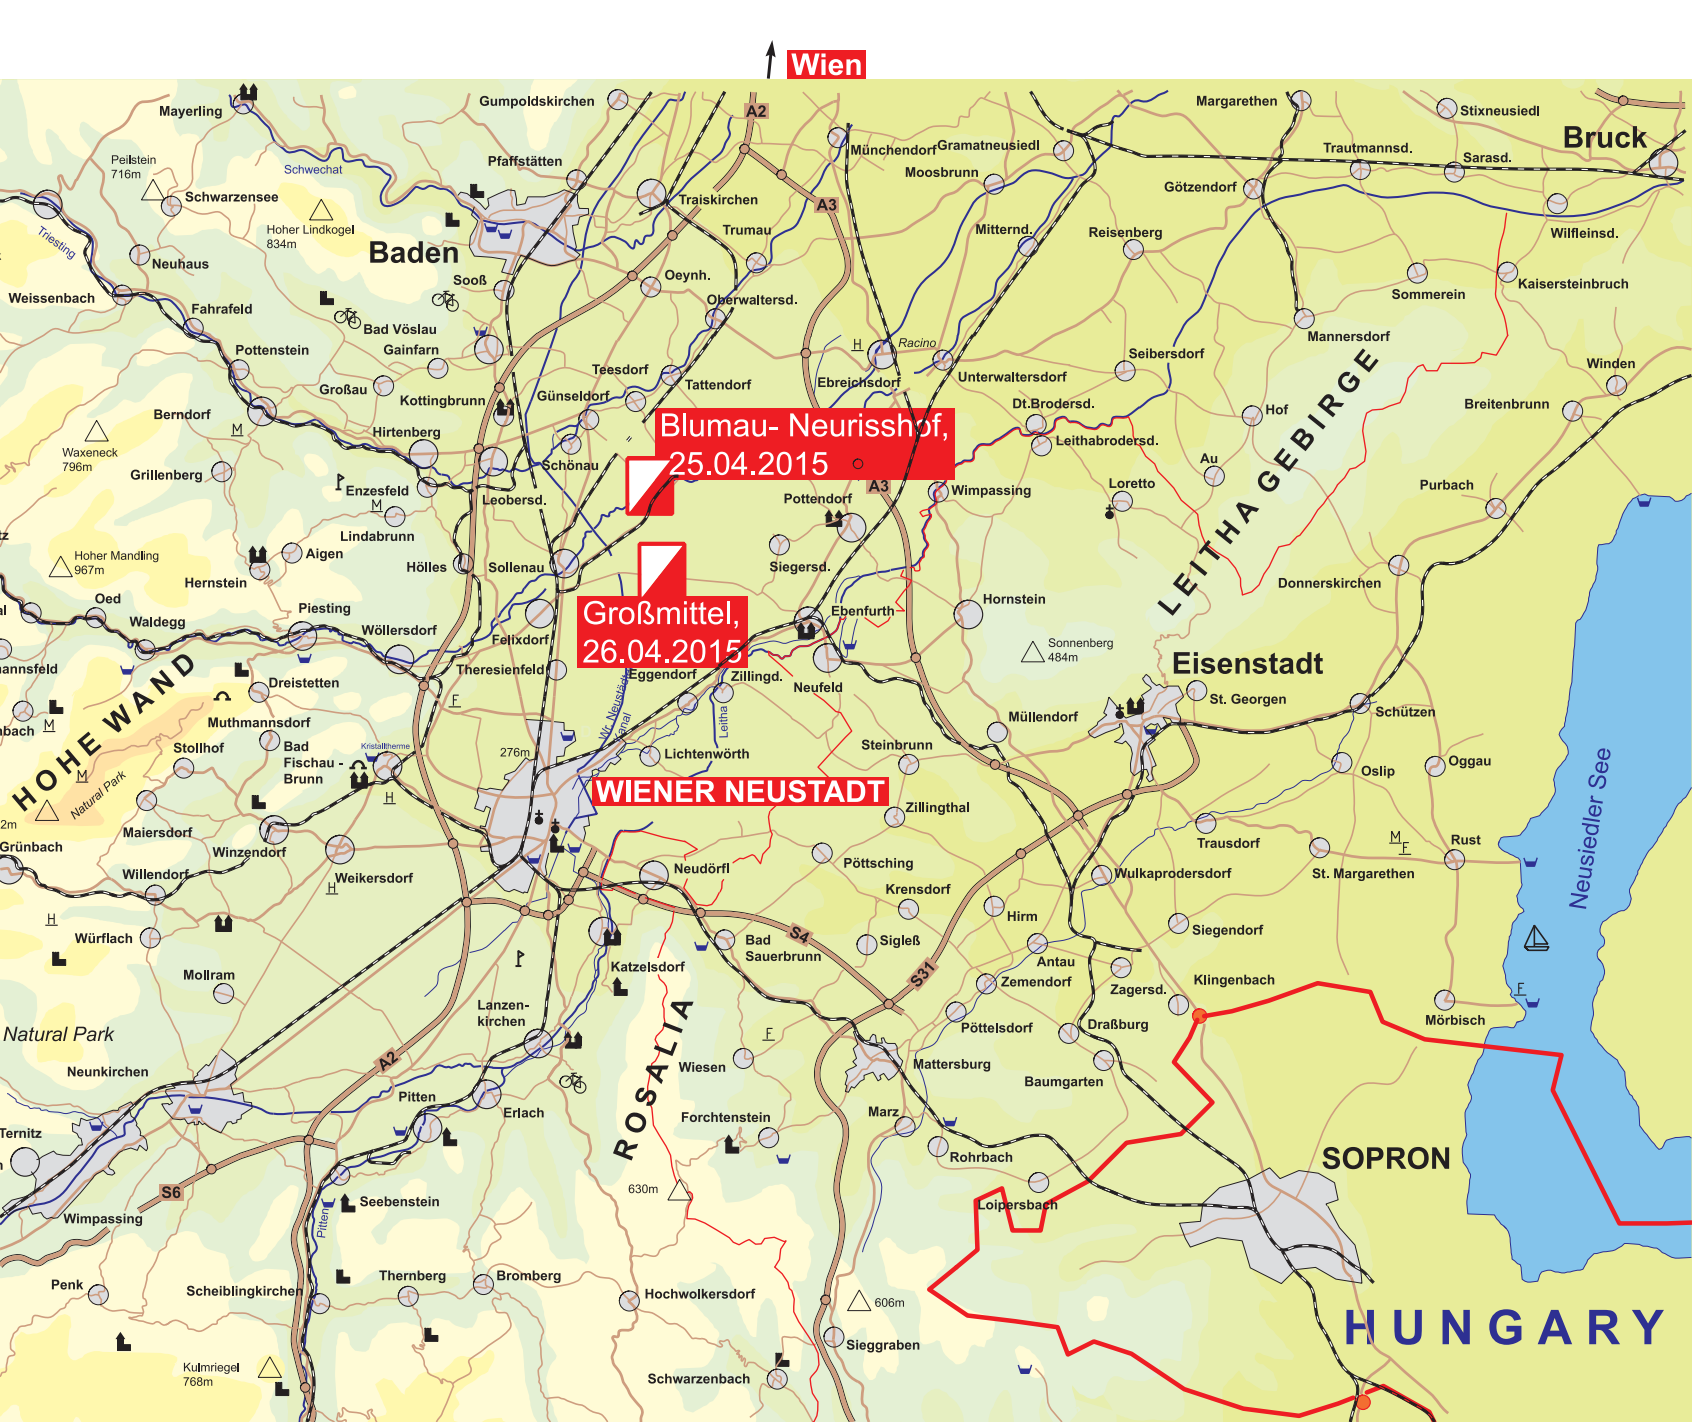 Wien
Mayerling
Gumpoldskirchen
A2
Margarethen
Stixneusiedl
Bruck
Peilstein
716m
Schwechat
Pfaffstätten
Münchendorf
Gramatneusiedl
Moosbrunn
Trautmannsd.
Sarasd.
Schwarzensee
Traiskirchen
A3
Götzendorf
Triesting
Hoher Lindkogel
834m
Baden
Trumau
Mitternd.
Reisenberg
Wilfleinsd.
Neuhaus
Sooß
Oeynh.
Weissenbach
Fahrafeld
Oberwaltersd.
Sommerein
Kaisersteinbruch
Bad Vöslau
Gainfarn
Pottenstein
H
Racino
Mannersdorf
Seibersdorf
Winden
Großau
Teesdorf
Tattendorf
Ebreichsdorf
Unterwaltersdorf
Kottingbrunn
Günseldorf
Berndorf
Dt.Brodersd.
Hof
Breitenbrunn
M
Hirtenberg
Blumau- Neurisshof,
25.04.2015
Leithabrodersd.
LEITHAGEBIRGE
Waxeneck
796m
Grillenberg
Schönau
Au
Enzesfeld
M
Leobersd.
Pottendorf
A3
Wimpassing
Loretto
Purbach
Lindabrunn
Hoher Mandling
967m
Aigen
Hernstein
Hölles
Sollenau
Siegersd.
Donnerskirchen
Oed
Piesting
Waldegg
Wöllersdorf
Felixdorf
Großmittel,
26.04.2015
Ebenfurth
Hornstein
Sonnenberg
484m
Eisenstadt
HOHE WAND
Theresienfeld
Eggendorf
Zillingd.
Neufeld
Dreistetten
F
St. Georgen
Muthmannsdorf
Müllendorf
Schützen
M
Stollhof
Bad
Fischau -
Brunn
Kristalltherme
276m
Wr. Neustädter
Kanal
Leitha
Lichtenwörth
Steinbrunn
Oslip
Oggau
Neusiedler See
M
Natural Park
H
WIENER NEUSTADT
Zillingthal
Maiersdorf
Winzendorf
Trausdorf
M
F
Rust
Grünbach
Willendorf
Weikersdorf
H
Neudörfl
Pöttsching
Krensdorf
Wulkaprodersdorf
St. Margarethen
H
Würflach
Hirm
S4
Bad
Sauerbrunn
Sigleß
Siegendorf
Mollram
Katzelsdorf
S31
Antau
Zemendorf
Zagersd.
Klingenbach
F
Lanzen-
kirchen
Natural Park
ROSALIA
F
Pöttelsdorf
Draßburg
Mörbisch
Neunkirchen
A2
Wiesen
Mattersburg
Baumgarten
Pitten
Erlach
Forchtenstein
Marz
Ternitz
Rohrbach
SOPRON
S6
Seebenstein
630m
Loipersbach
Wimpassing
Pitten
Penk
Thernberg
Bromberg
Scheiblingkirchen
Hochwolkersdorf
606m
HUNGARY
Sieggraben
Kulmriegel
768m
Schwarzenbach